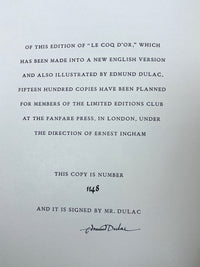 OF THIS EDITION OF "LE COQ D'OR," WHICH
HAS BEEN MADE INTO A NEW ENGLISH VERSION
AND ALSO ILLUSTRATED BY EDMUND DULAC,
FIFTEEN HUNDRED COPIES HAVE BEEN PLANNED
FOR MEMBERS OF THE LIMITED EDITIONS CLUB
AT THE FANFARE PRESS, IN LONDON, UNDER
THE DIRECTION OF ERNEST INGHAM
THIS COPY IS NUMBER
1148
AND IT IS SIGNED BY MR. DULAC
Edmund Dulac